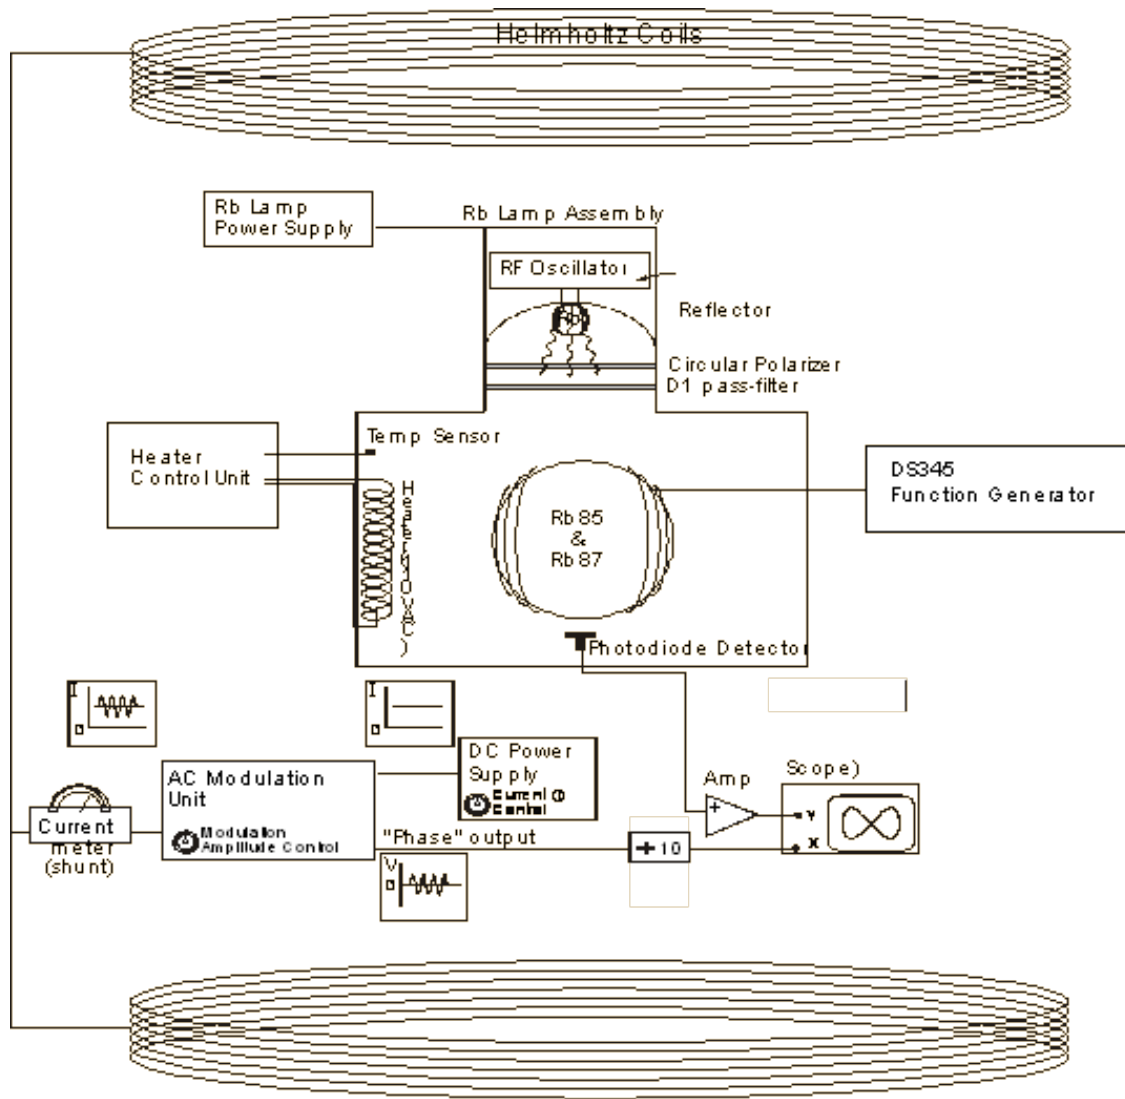 Helmholtz Coils
Rb Lamp
Power Supply
Rb Lamp Assembly
RF Oscillator
Reflector
Circular Polarizer
D1 pass-filter
Heater
Control Unit
Temp Sensor
Rb 85
&
Rb 87
DS345
Function Generator
Photodiode Detector
I
0
I
0
DC Power
Supply
Current
Control
AC Modulation
Unit
Modulation
Amplitude Control
Current
meter
(shunt)
"Phase" output
V
0
÷10
Amp
+
Scope)
Y
X